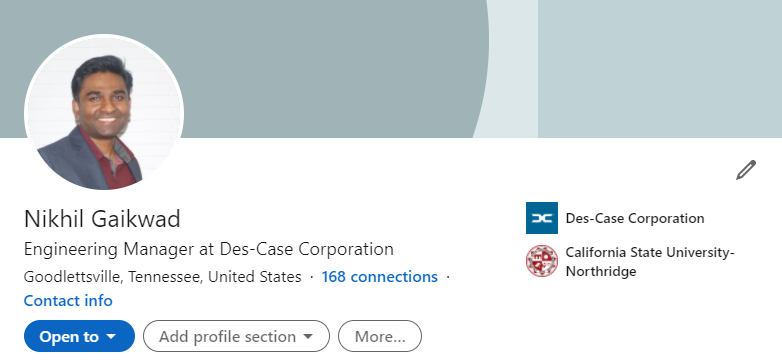 Nikhil Gaikwad
Engineering Manager at Des-Case Corporation
Goodlettsville, Tennessee, United States · 168 connections ·
Contact info
Open to
Add profile section
More...
Des-Case Corporation
California State University-
Northridge